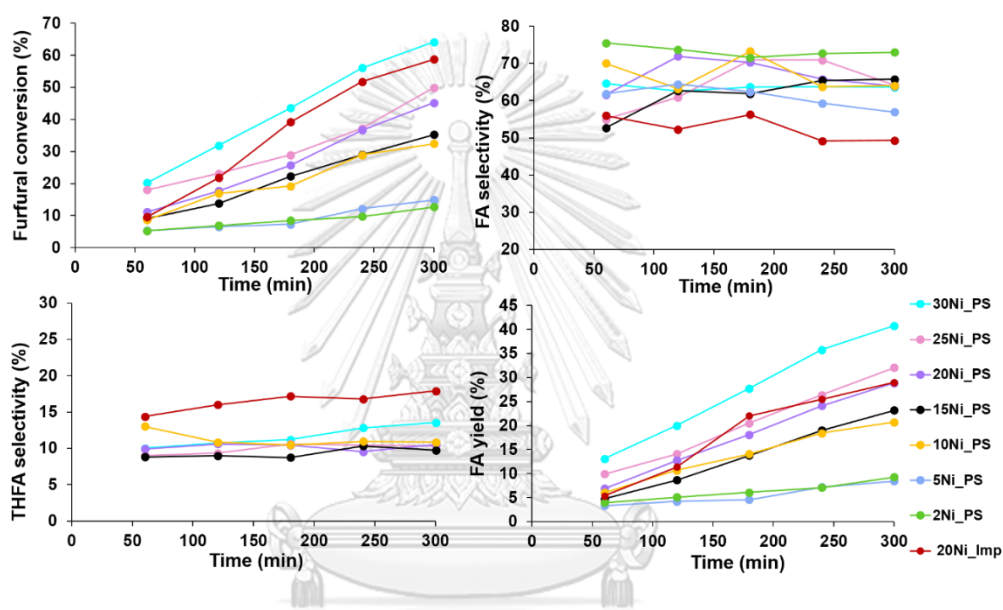 Furfural conversion (%)
70
60
50
40
30
20
10
0
0 50 100 150 200 250 300
Time (min)
FA selectivity (%)
80
70
60
50
40
30
20
0 50 100 150 200 250 300
Time (min)
THFA selectivity (%)
30
25
20
15
10
5
0
0 50 100 150 200 250 300
Time (min)
FA yield (%)
45
40
35
30
25
20
15
10
5
0
0 50 100 150 200 250 300
Time (min)
30Ni_PS
25Ni_PS
20Ni_PS
15Ni_PS
10Ni_PS
5Ni_PS
2Ni_PS
20Ni_Imp